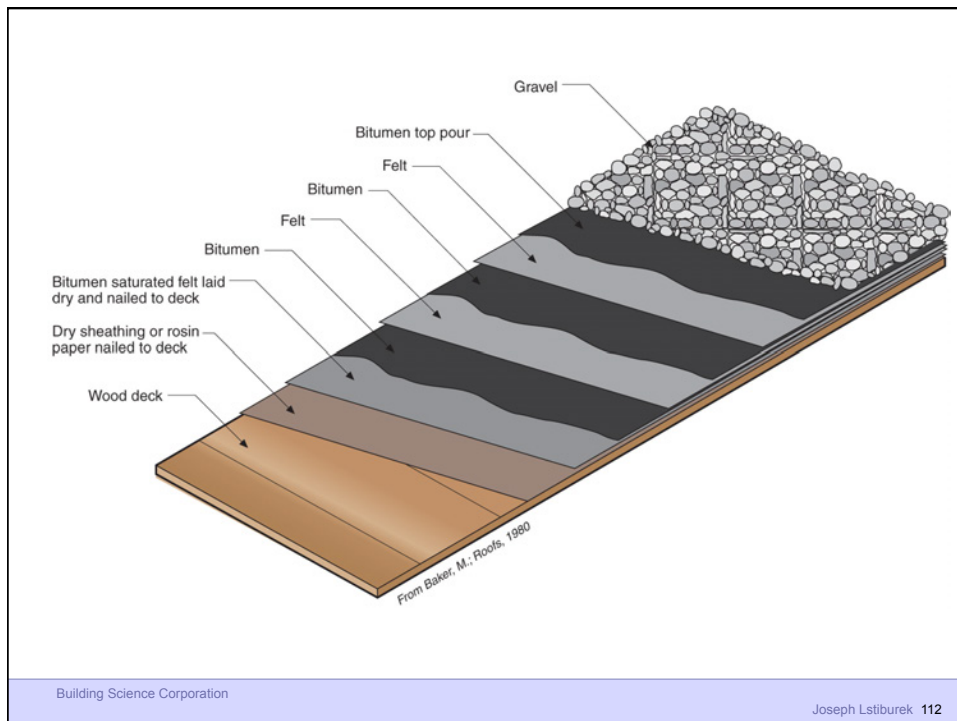 Gravel
Bitumen top pour
Felt
Bitumen
Felt
Bitumen
Bitumen saturated felt laid
dry and nailed to deck
Dry sheathing or rosin
paper nailed to deck
Wood deck
From Baker, M.; Roofs, 1980
Building Science Corporation
Joseph Lstiburek 112